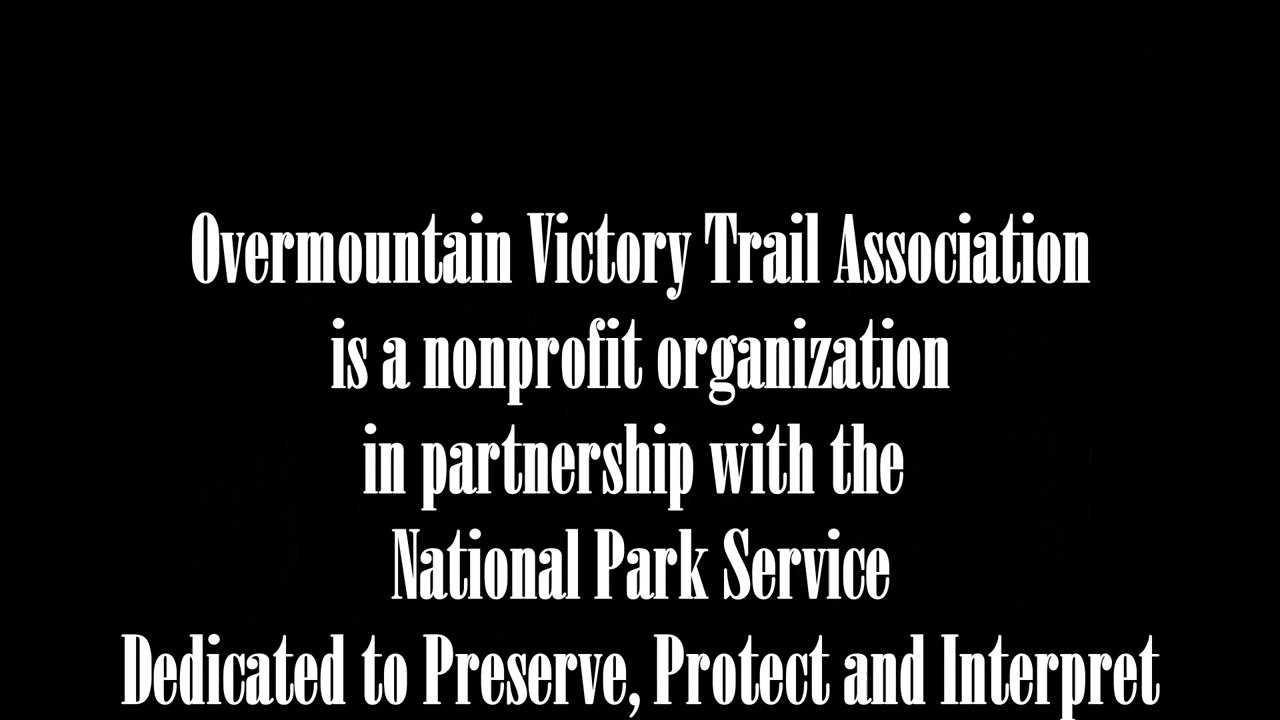 Overmountain Victory Trail Association
is a nonprofit organization
in partnership with the
National Park Service
Dedicated to Preserve, Protect and Interpret